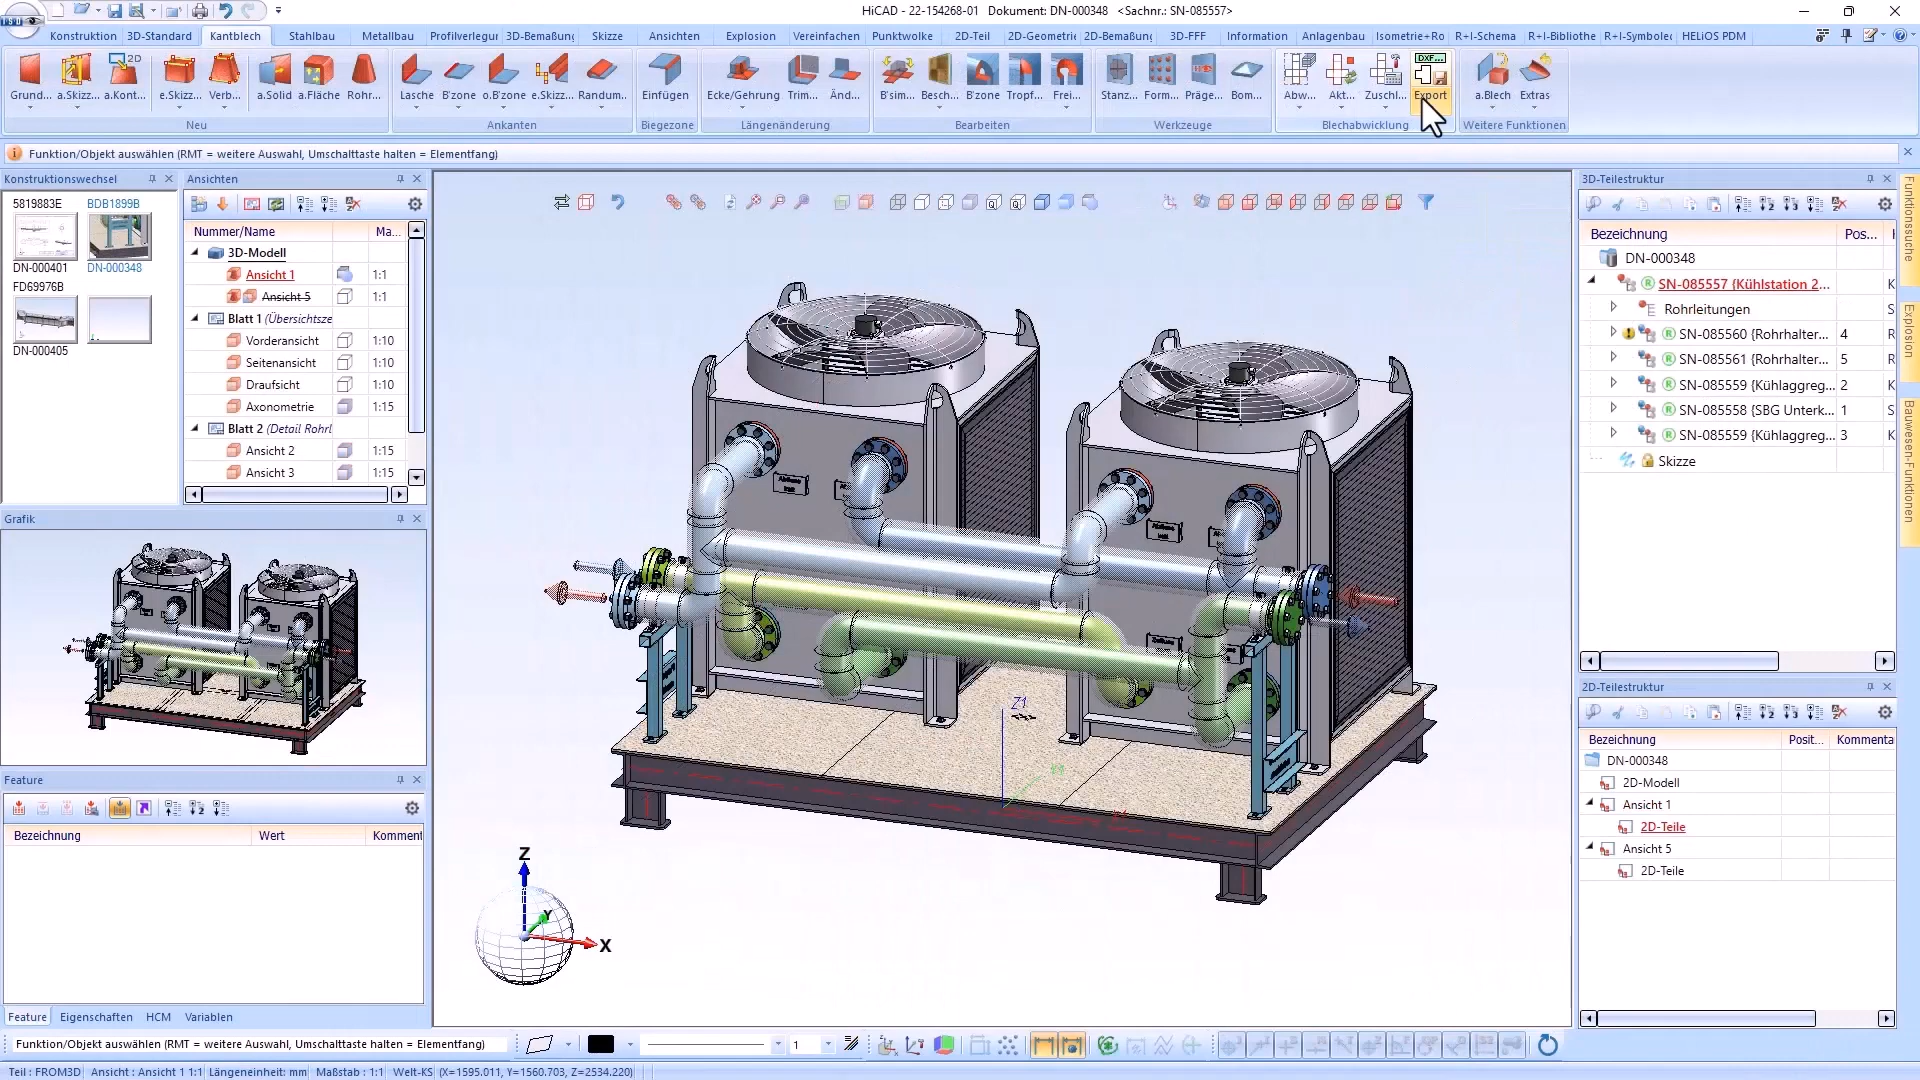 HiCAD - 22-154268-01 Dokument: DN-000348 <Sachnr.: SN-085557>
Konstruktion 3D-Standard Kantblech Stahlbau Metallbau Profilverlegur 3D-Bemaßung Skizze Ansichten Explosion Vereinfachen Punktwolke 2D-Teil 2D-Geometrie 2D-Bemaßung 3D-FFF Information Anlagenbau Isometrie+Ro R+I-Schema R+I-Bibliothe R+I-Symbole HELiOS PDM
Grund... a.Skizz... a.Kont... e.Skizz... Verb... a.Solid a.Fläche Rohr... Lasche B'zone o.B'zone e.Skizz... Randum... Einfügen Ecke/Gehrung Trim... Änd... B'sim... Besch... B'zone Tropf... Frei... Stanz... Form... Präge... Bom... Abw... Akt... Zuschl... Export a.Blech Extras
Neu Ankanten Biegezone Längenänderung Bearbeiten Werkzeuge Blechabwicklung Weitere Funktionen
Funktion/Objekt auswählen (RMT = weitere Auswahl, Umschalttaste halten = Elementfang)
Konstruktionswechsel
5819883E BDB1899B
DN-000401 DN-000348
FD69976B
DN-000405
Ansichten
Nummer/Name Ma...
3D-Modell
Ansicht 1 1:1
Ansicht 5 1:1
Blatt 1 (Übersichtsze
Vorderansicht 1:10
Seitenansicht 1:10
Draufsicht 1:10
Axonometrie 1:15
Blatt 2 (Detail Rohrl
Ansicht 2 1:15
Ansicht 3 1:15
Grafik
Feature
Bezeichnung Wert Komment
Feature Eigenschaften HCM Variablen
Z1
Z
Y
X
3D-Teilestruktur
Bezeichnung Pos...
DN-000348
SN-085557 {Kühlstation 2... K
Rohrleitungen S
SN-085560 {Rohrhalter... 4 R
SN-085561 {Rohrhalter... 5 R
SN-085559 {Kühlaggreg... 2 K
SN-085558 {SBG Unterk... 1 S
SN-085559 {Kühlaggreg... 3 K
Skizze
2D-Teilestruktur
Bezeichnung Posit... Kommenta
DN-000348
2D-Modell
Ansicht 1
2D-Teile
Ansicht 5
2D-Teile
Funktionssuche
Explosion
Bauwesen-Funktionen
Funktion/Objekt auswählen (RMT = weitere Auswahl, Umschalttaste halten = Elementfang) 1
Teil : FROM3D Ansicht : Ansicht 1 1:1 Längeneinheit: mm Maßstab : 1:1 Welt-KS (X=1595.011, Y=1560.703, Z=2534.220)